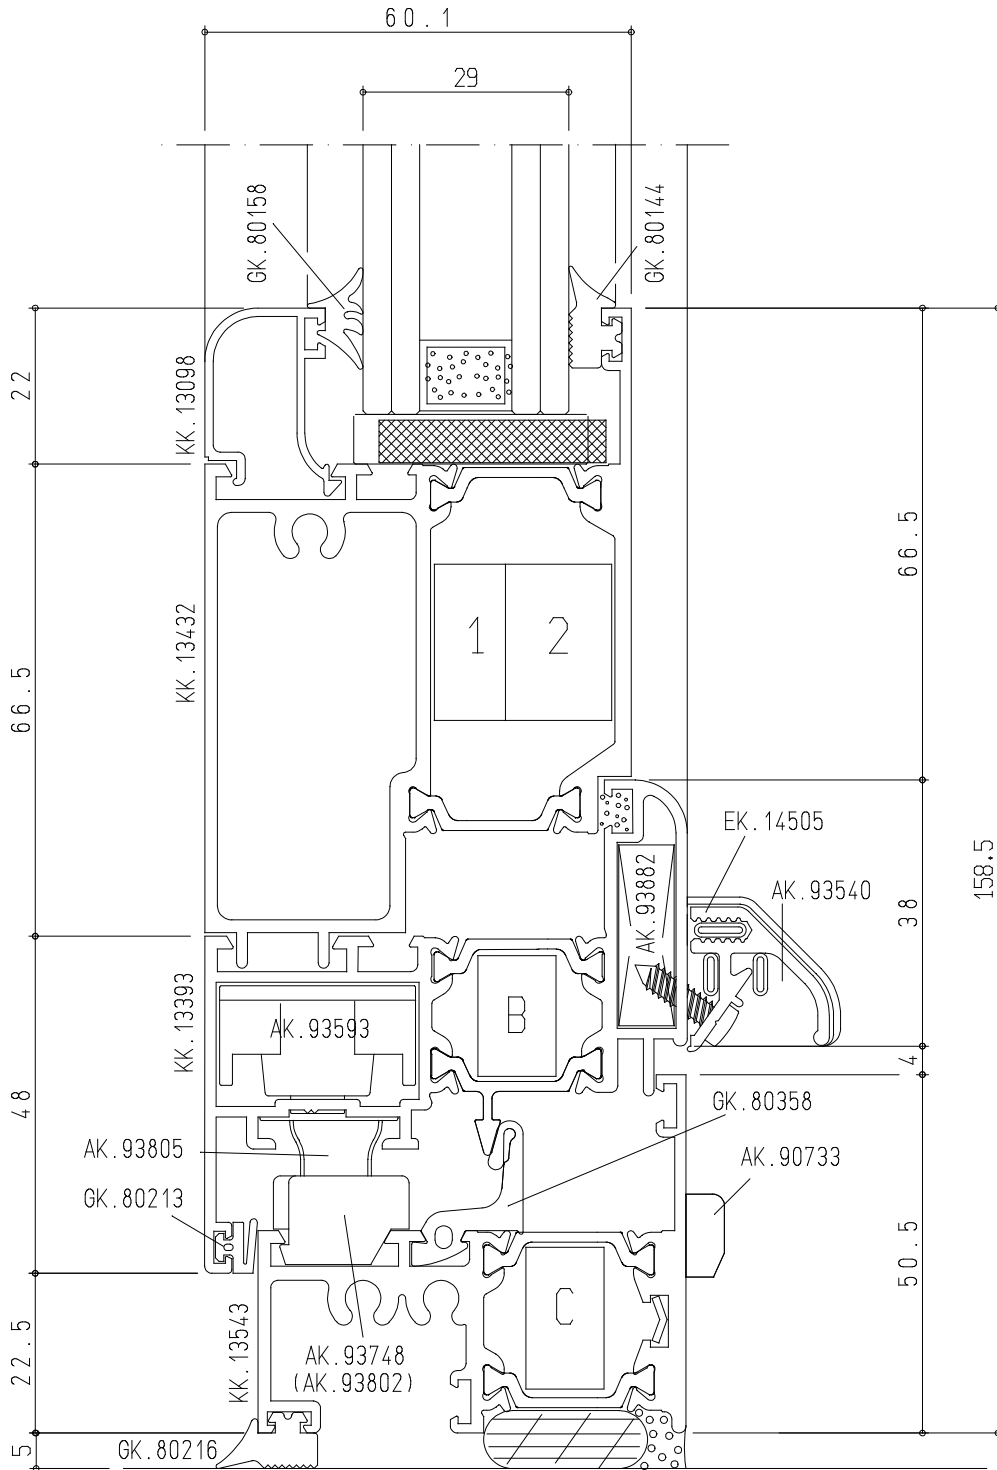 60.1
29
GK.80158
GK.80144
22
KK.13098
66.5
KK.13432
1
2
66.5
EK.14505
AK.93882
AK.93540
158.5
38
KK.13393
AK.93593
B
4
48
GK.80358
AK.93805
AK.90733
GK.80213
50.5
C
KK.13543
22.5
AK.93748
(AK.93802)
GK.80216
5